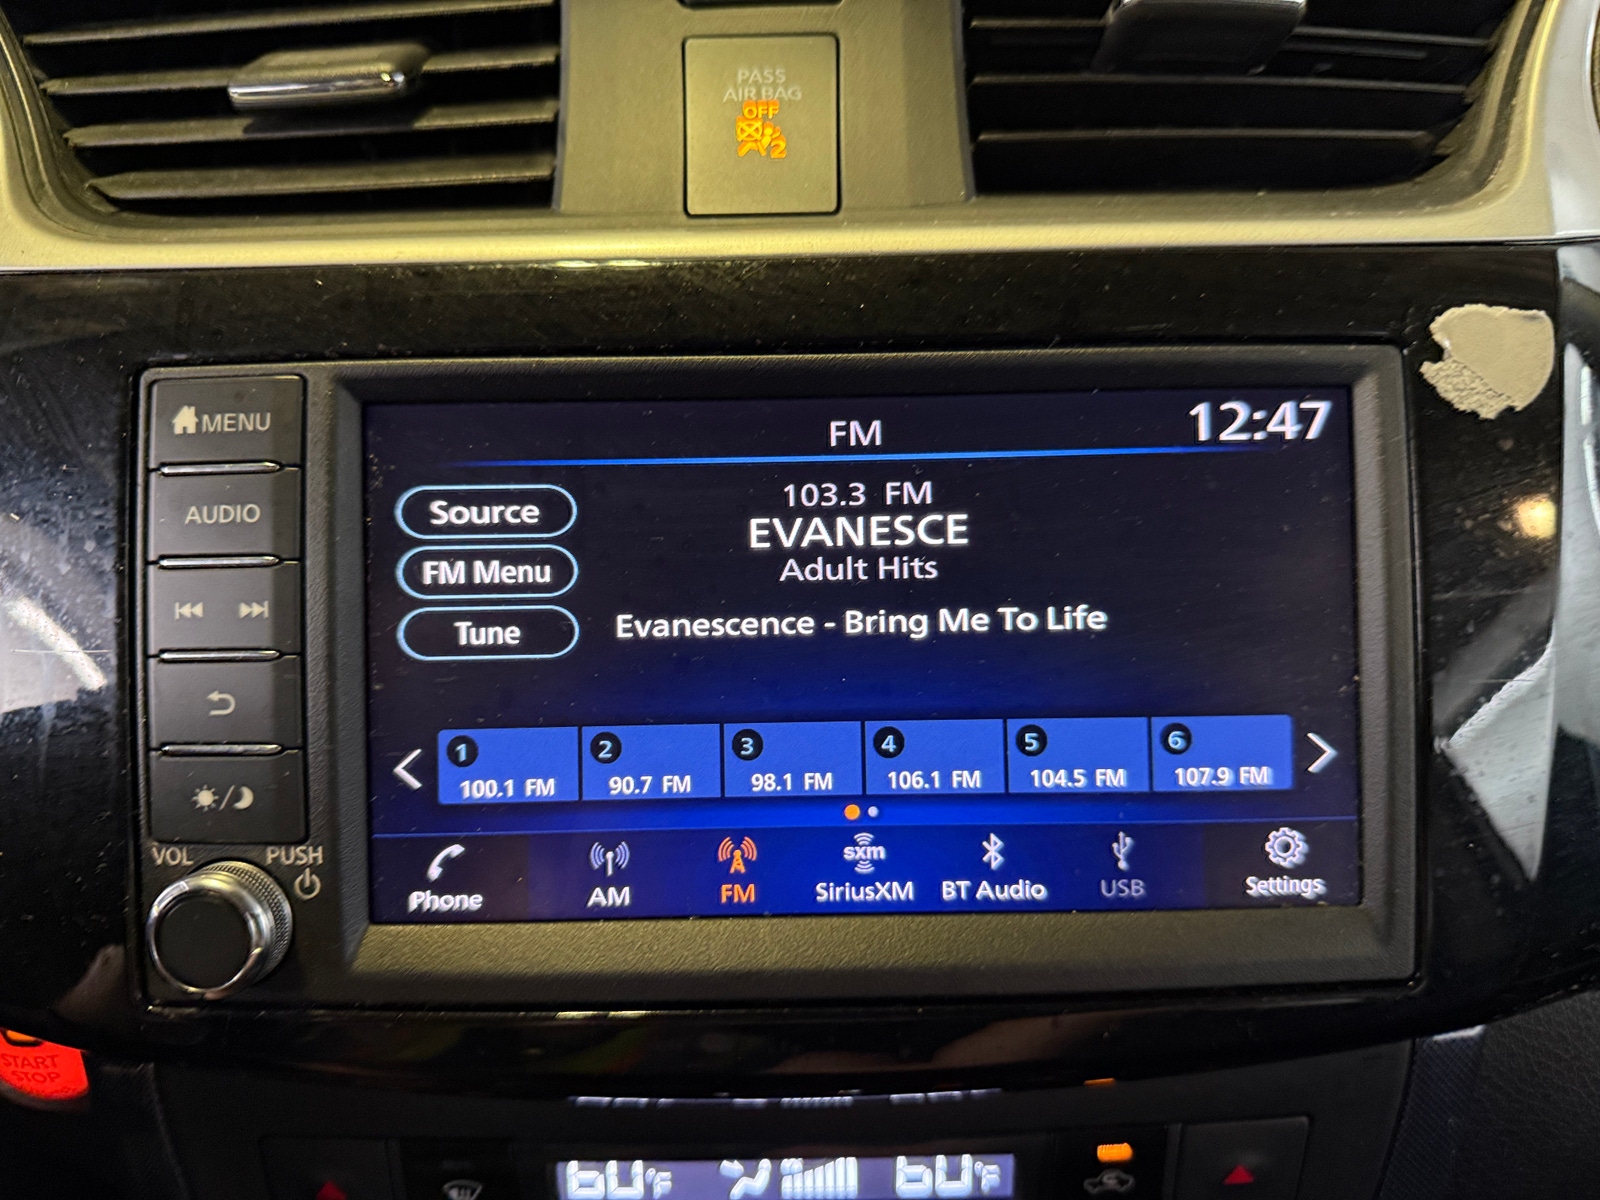 PASS
AIR BAG
OFF
2
MENU
AUDIO
VOL
PUSH
FM
12:47
Source
FM Menu
Tune
103.3 FM
EVANESCE
Adult Hits
Evanescence - Bring Me To Life
1
100.1 FM
2
90.7 FM
3
98.1 FM
4
106.1 FM
5
104.5 FM
6
107.9 FM
Phone
AM
FM
sxm
SiriusXM
BT Audio
USB
Settings
START
STOP
60°F
60°F